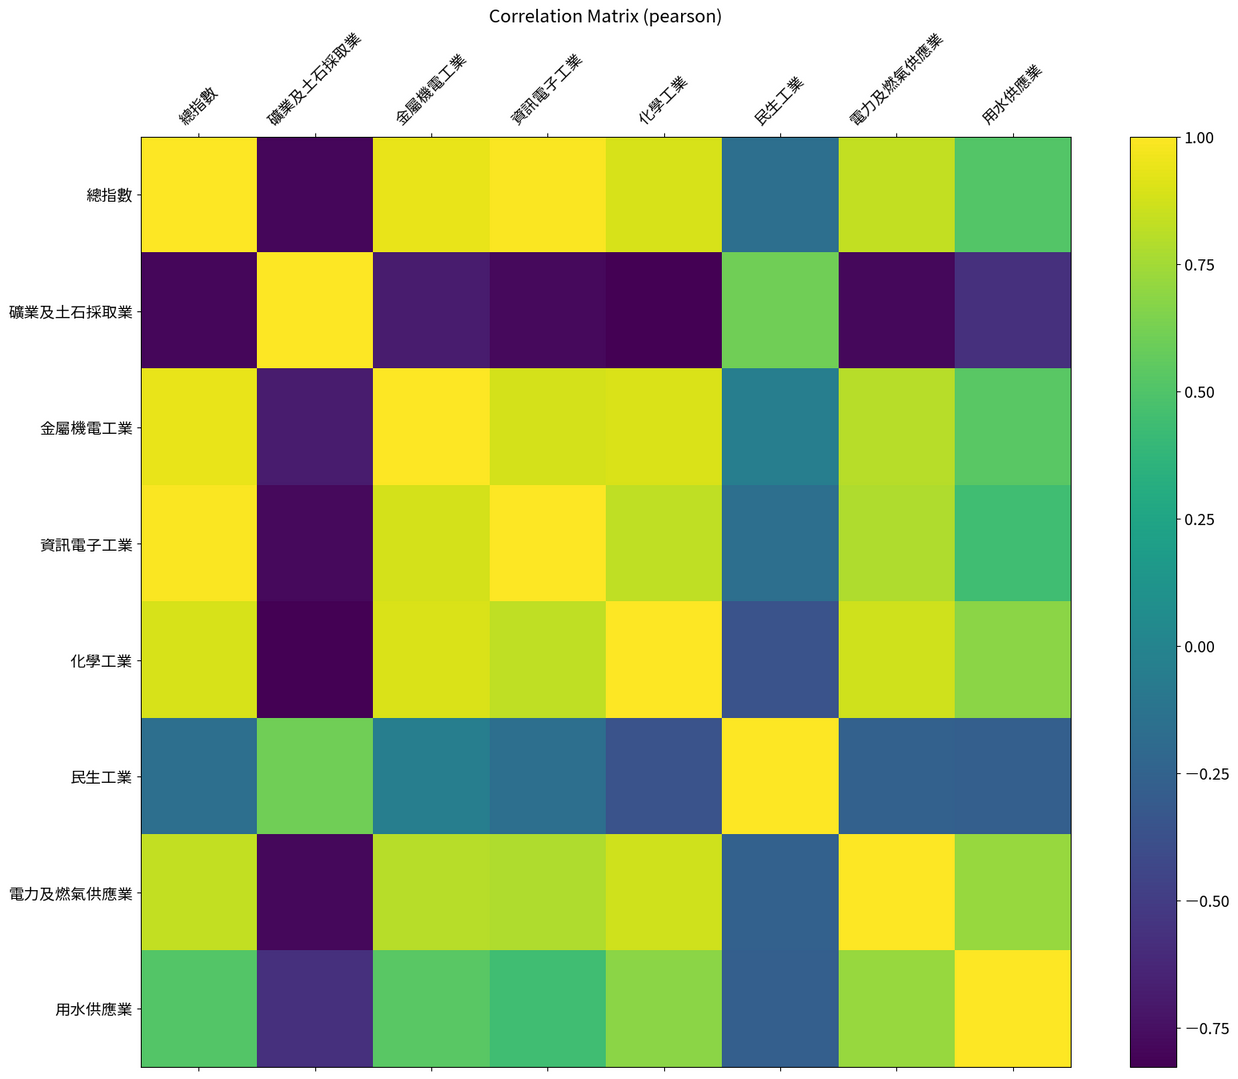 Correlation Matrix (pearson)
總指數
礦業及土石採取業
金屬機電工業
資訊電子工業
化學工業
民生工業
電力及燃氣供應業
用水供應業
總指數
礦業及土石採取業
金屬機電工業
資訊電子工業
化學工業
民生工業
電力及燃氣供應業
用水供應業
1.00
0.75
0.50
0.25
0.00
−0.25
−0.50
−0.75